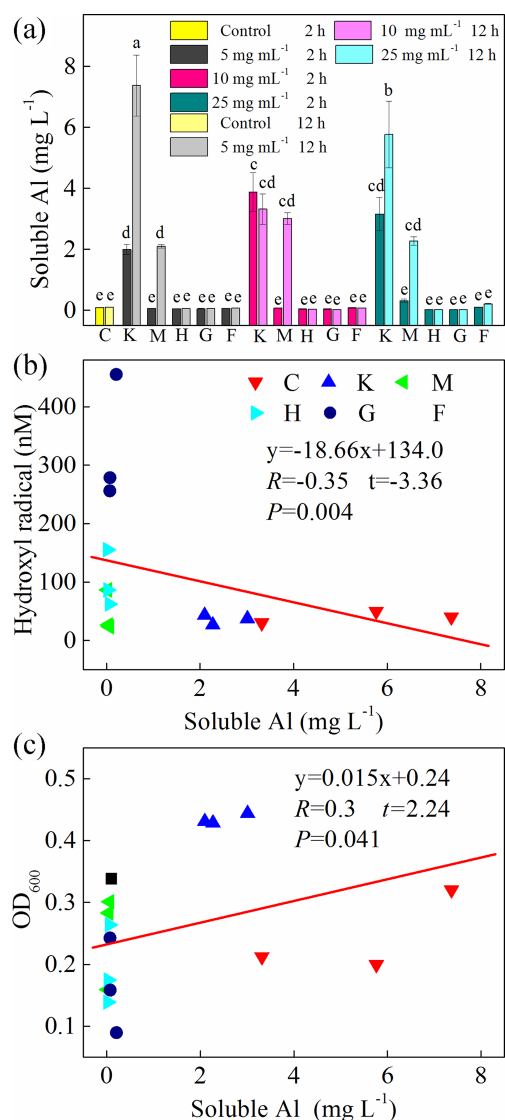 (a)
Control 2 h
5 mg mL⁻¹ 2 h
10 mg mL⁻¹ 2 h
25 mg mL⁻¹ 2 h
Control 12 h
5 mg mL⁻¹ 12 h
10 mg mL⁻¹ 12 h
25 mg mL⁻¹ 12 h
Soluble Al (mg L⁻¹)
8
6
4
2
0
e e d a e d e e e e e e
c cd e cd e e e e e e
cd b e cd e e e e e e
C K M H G F K M H G F K M H G F
(b)
C K M
H G F
y=-18.66x+134.0
R=-0.35 t=-3.36
P=0.004
Hydroxyl radical (nM)
400
300
200
100
0
0 2 4 6 8
Soluble Al (mg L⁻¹)
(c)
y=0.015x+0.24
R=0.3 t=2.24
P=0.041
OD₆₀₀
0.5
0.4
0.3
0.2
0.1
0 2 4 6 8
Soluble Al (mg L⁻¹)